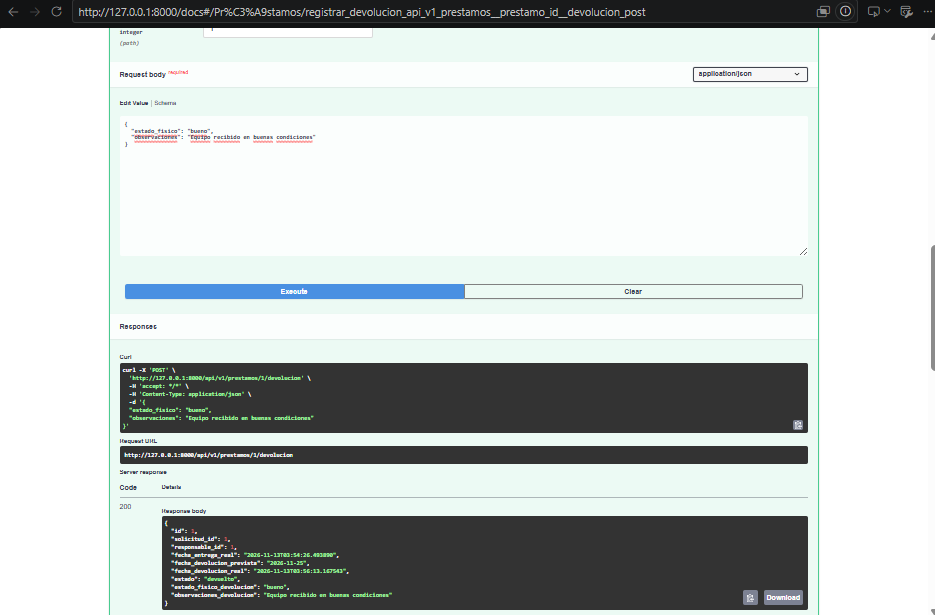 http://127.0.0.1:8000/docs#/Pr%C3%A9stamos/registrar_devolucion_api_v1_prestamos__prestamo_id__devolucion_post
integer
(path)
Request body required
application/json
Edit Value | Schema
{
"estado_fisico": "bueno",
"observaciones": "Equipo recibido en buenas condiciones"
}
Execute
Clear
Responses
Curl
curl -X 'POST' \
'http://127.0.0.1:8000/api/v1/prestamos/1/devolucion' \
-H 'accept: */*' \
-H 'Content-Type: application/json' \
-d '{
"estado_fisico": "bueno",
"observaciones": "Equipo recibido en buenas condiciones"
}'
Request URL
http://127.0.0.1:8000/api/v1/prestamos/1/devolucion
Server response
Code Details
200
Response body
{
"id": 1,
"solicitud_id": 1,
"responsable_id": 1,
"fecha_entrega_real": "2026-11-13T03:54:26.493890",
"fecha_devolucion_prevista": "2026-11-25",
"fecha_devolucion_real": "2026-11-13T03:56:13.167543",
"estado": "devuelto",
"estado_fisico_devolucion": "bueno",
"observaciones_devolucion": "Equipo recibido en buenas condiciones"
}
Download